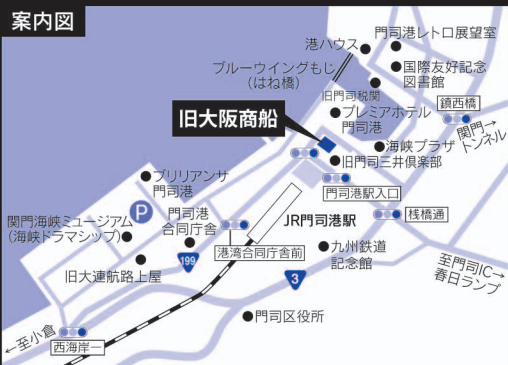 案内図
門司港レトロ展望室
港ハウス
国際友好記念
図書館
ブルーウイングもじ
(はね橋)
旧門司税関
プレミアホテル
門司港
鎮西橋
関門→
トンネル
旧大阪商船
海峡プラザ
旧門司三井倶楽部
ブリリアンサ
門司港
門司港駅入口
P
門司港
合同庁舎
JR門司港駅
桟橋通
関門海峡ミュージアム
(海峡ドラマシップ)
港湾合同庁舎前
九州鉄道
記念館
199
3
至門司IC→
春日ランプ
旧大連航路上屋
門司区役所
←至小倉
西海岸一